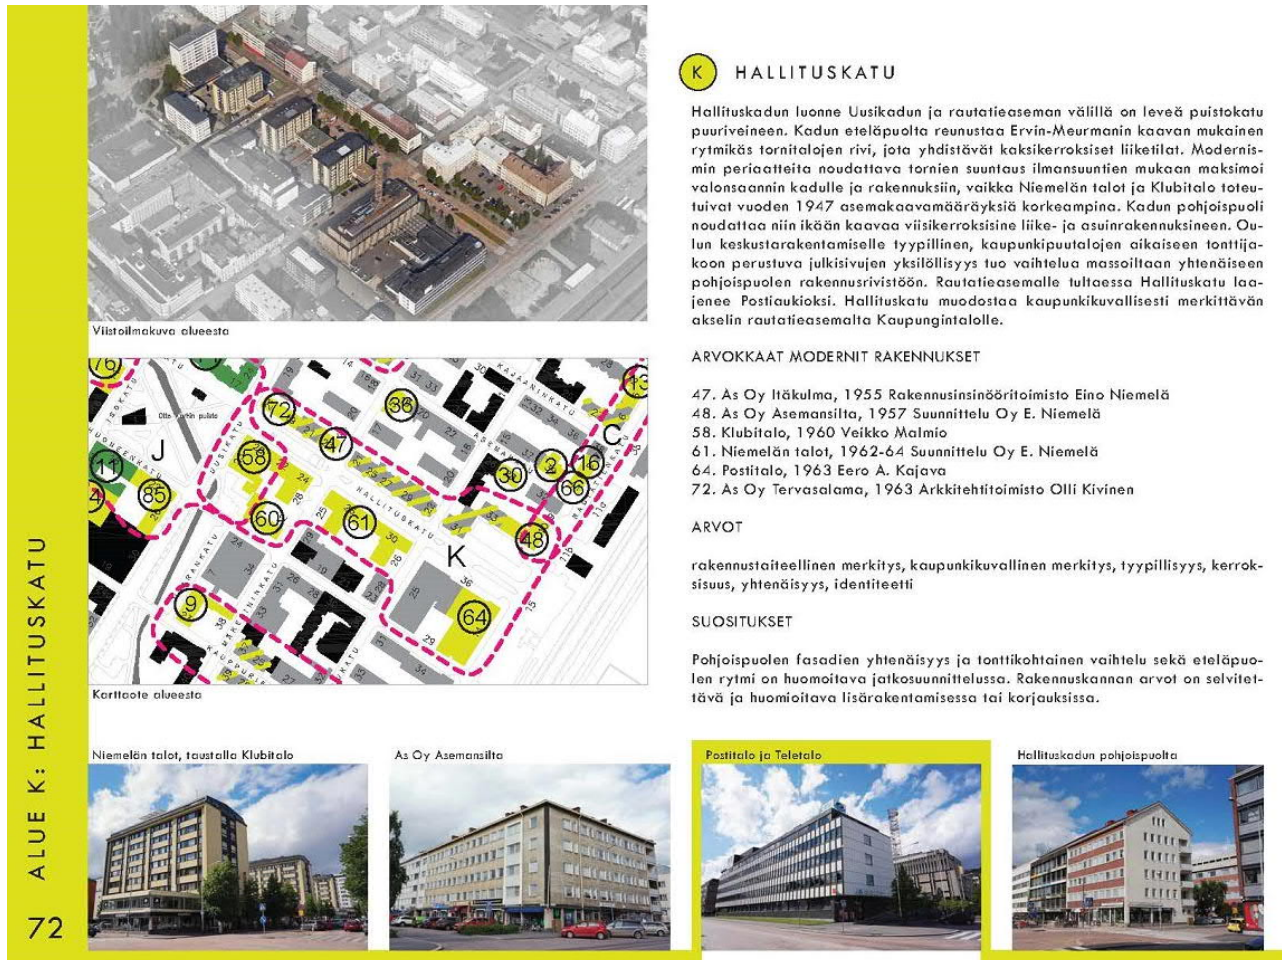 ALUE K: HALLITUSKATU
72
Viistoilmakuva alueesta
K HALLITUSKATU
Hallituskadun luonne Uusikadun ja rautatieaseman välillä on leveä puistokatu
puuriveineen. Kadun eteläpuolta reunustaa Ervin-Meurmanin kaavan mukainen
rytmikäs tornitalojen rivi, jota yhdistävät kaksikerroksiset liiketilat. Modernis-
min periaatteita noudattava tornien suuntaus ilmansuuntien mukaan maksimoi
valonsaannin kadulle ja rakennuksiin, vaikka Niemelän talot ja Klubitalo toteu-
tuivat vuoden 1947 asemakaavamääräyksiä korkeampina. Kadun pohjoispuoli
noudattaa niin ikään kaavaa viisikerroksisine liike- ja asuinrakennuksineen. Ou-
lun keskustarakentamiselle tyypillinen, kaupunkipuutalojen aikaiseen tonttija-
koon perustuva julkisivujen yksilöllisyys tuo vaihtelua massoiltaan yhtenäiseen
pohjoispuolen rakennusrivistöön. Rautatieasemalle tultaessa Hallituskatu laa-
jenee Postiaukioksi. Hallituskatu muodostaa kaupunkikuvallisesti merkittävän
akselin rautatieasemalta Kaupungintalolle.
ARVOKKAAT MODERNIT RAKENNUKSET
47. As Oy Itäkulma, 1955 Rakennusinsinööritoimisto Eino Niemelä
48. As Oy Asemansilta, 1957 Suunnittelu Oy E. Niemelä
58. Klubitalo, 1960 Veikko Malmio
61. Niemelän talot, 1962-64 Suunnittelu Oy E. Niemelä
64. Postitalo, 1963 Eero A. Kajava
72. As Oy Tervasalama, 1963 Arkkitehtitoimisto Olli Kivinen
ARVOT
rakennustaiteellinen merkitys, kaupunkikuvallinen merkitys, tyypillisyys, kerrok-
sisuus, yhtenäisyys, identiteetti
SUOSITUKSET
Pohjoispuolen fasadien yhtenäisyys ja tonttikohtainen vaihtelu sekä eteläpuo-
len rytmi on huomoitava jatkosuunnittelussa. Rakennuskannan arvot on selvitet-
tävä ja huomioitava lisärakentamisessa tai korjauksissa.
76
13
72
36
47
C
J
58
11
4
85
30
2
16
66
60
61
48
K
9
64
HALLITUSKATU
UUSIKATU
KAJAANINKATU
Karttaote alueesta
Niemelän talot, taustalla Klubitalo
As Oy Asemansilta
Postitalo ja Teletalo
Hallituskadun pohjoispuolta